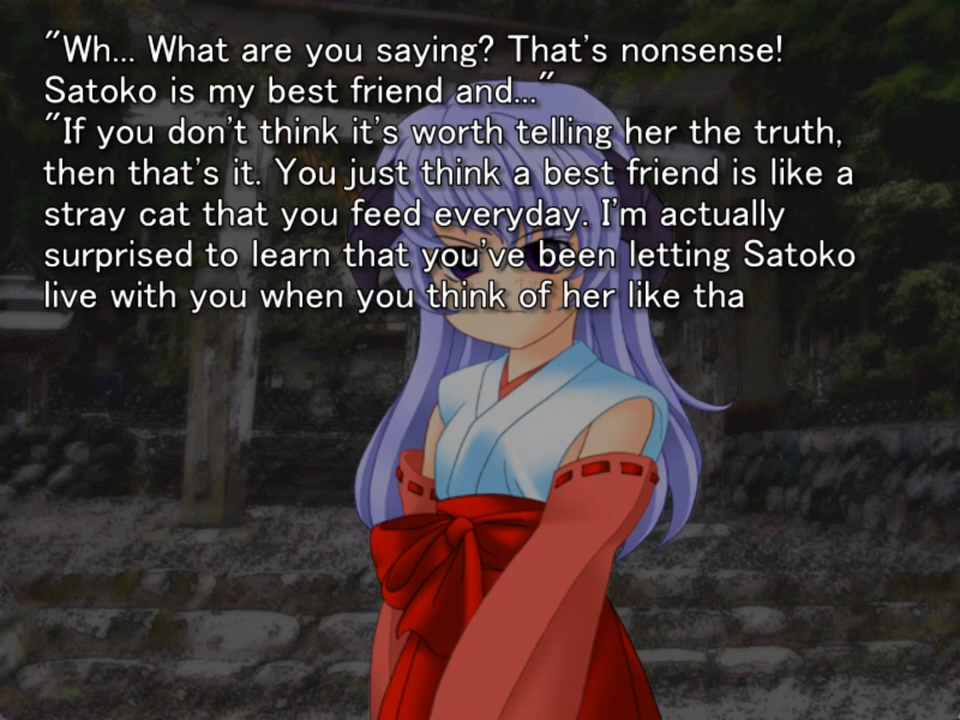 "Wh... What are you saying? That's nonsense!
Satoko is my best friend and..."
"If you don't think it's worth telling her the truth,
then that's it. You just think a best friend is like a
stray cat that you feed everyday. I'm actually
surprised to learn that you've been letting Satoko
live with you when you think of her like tha